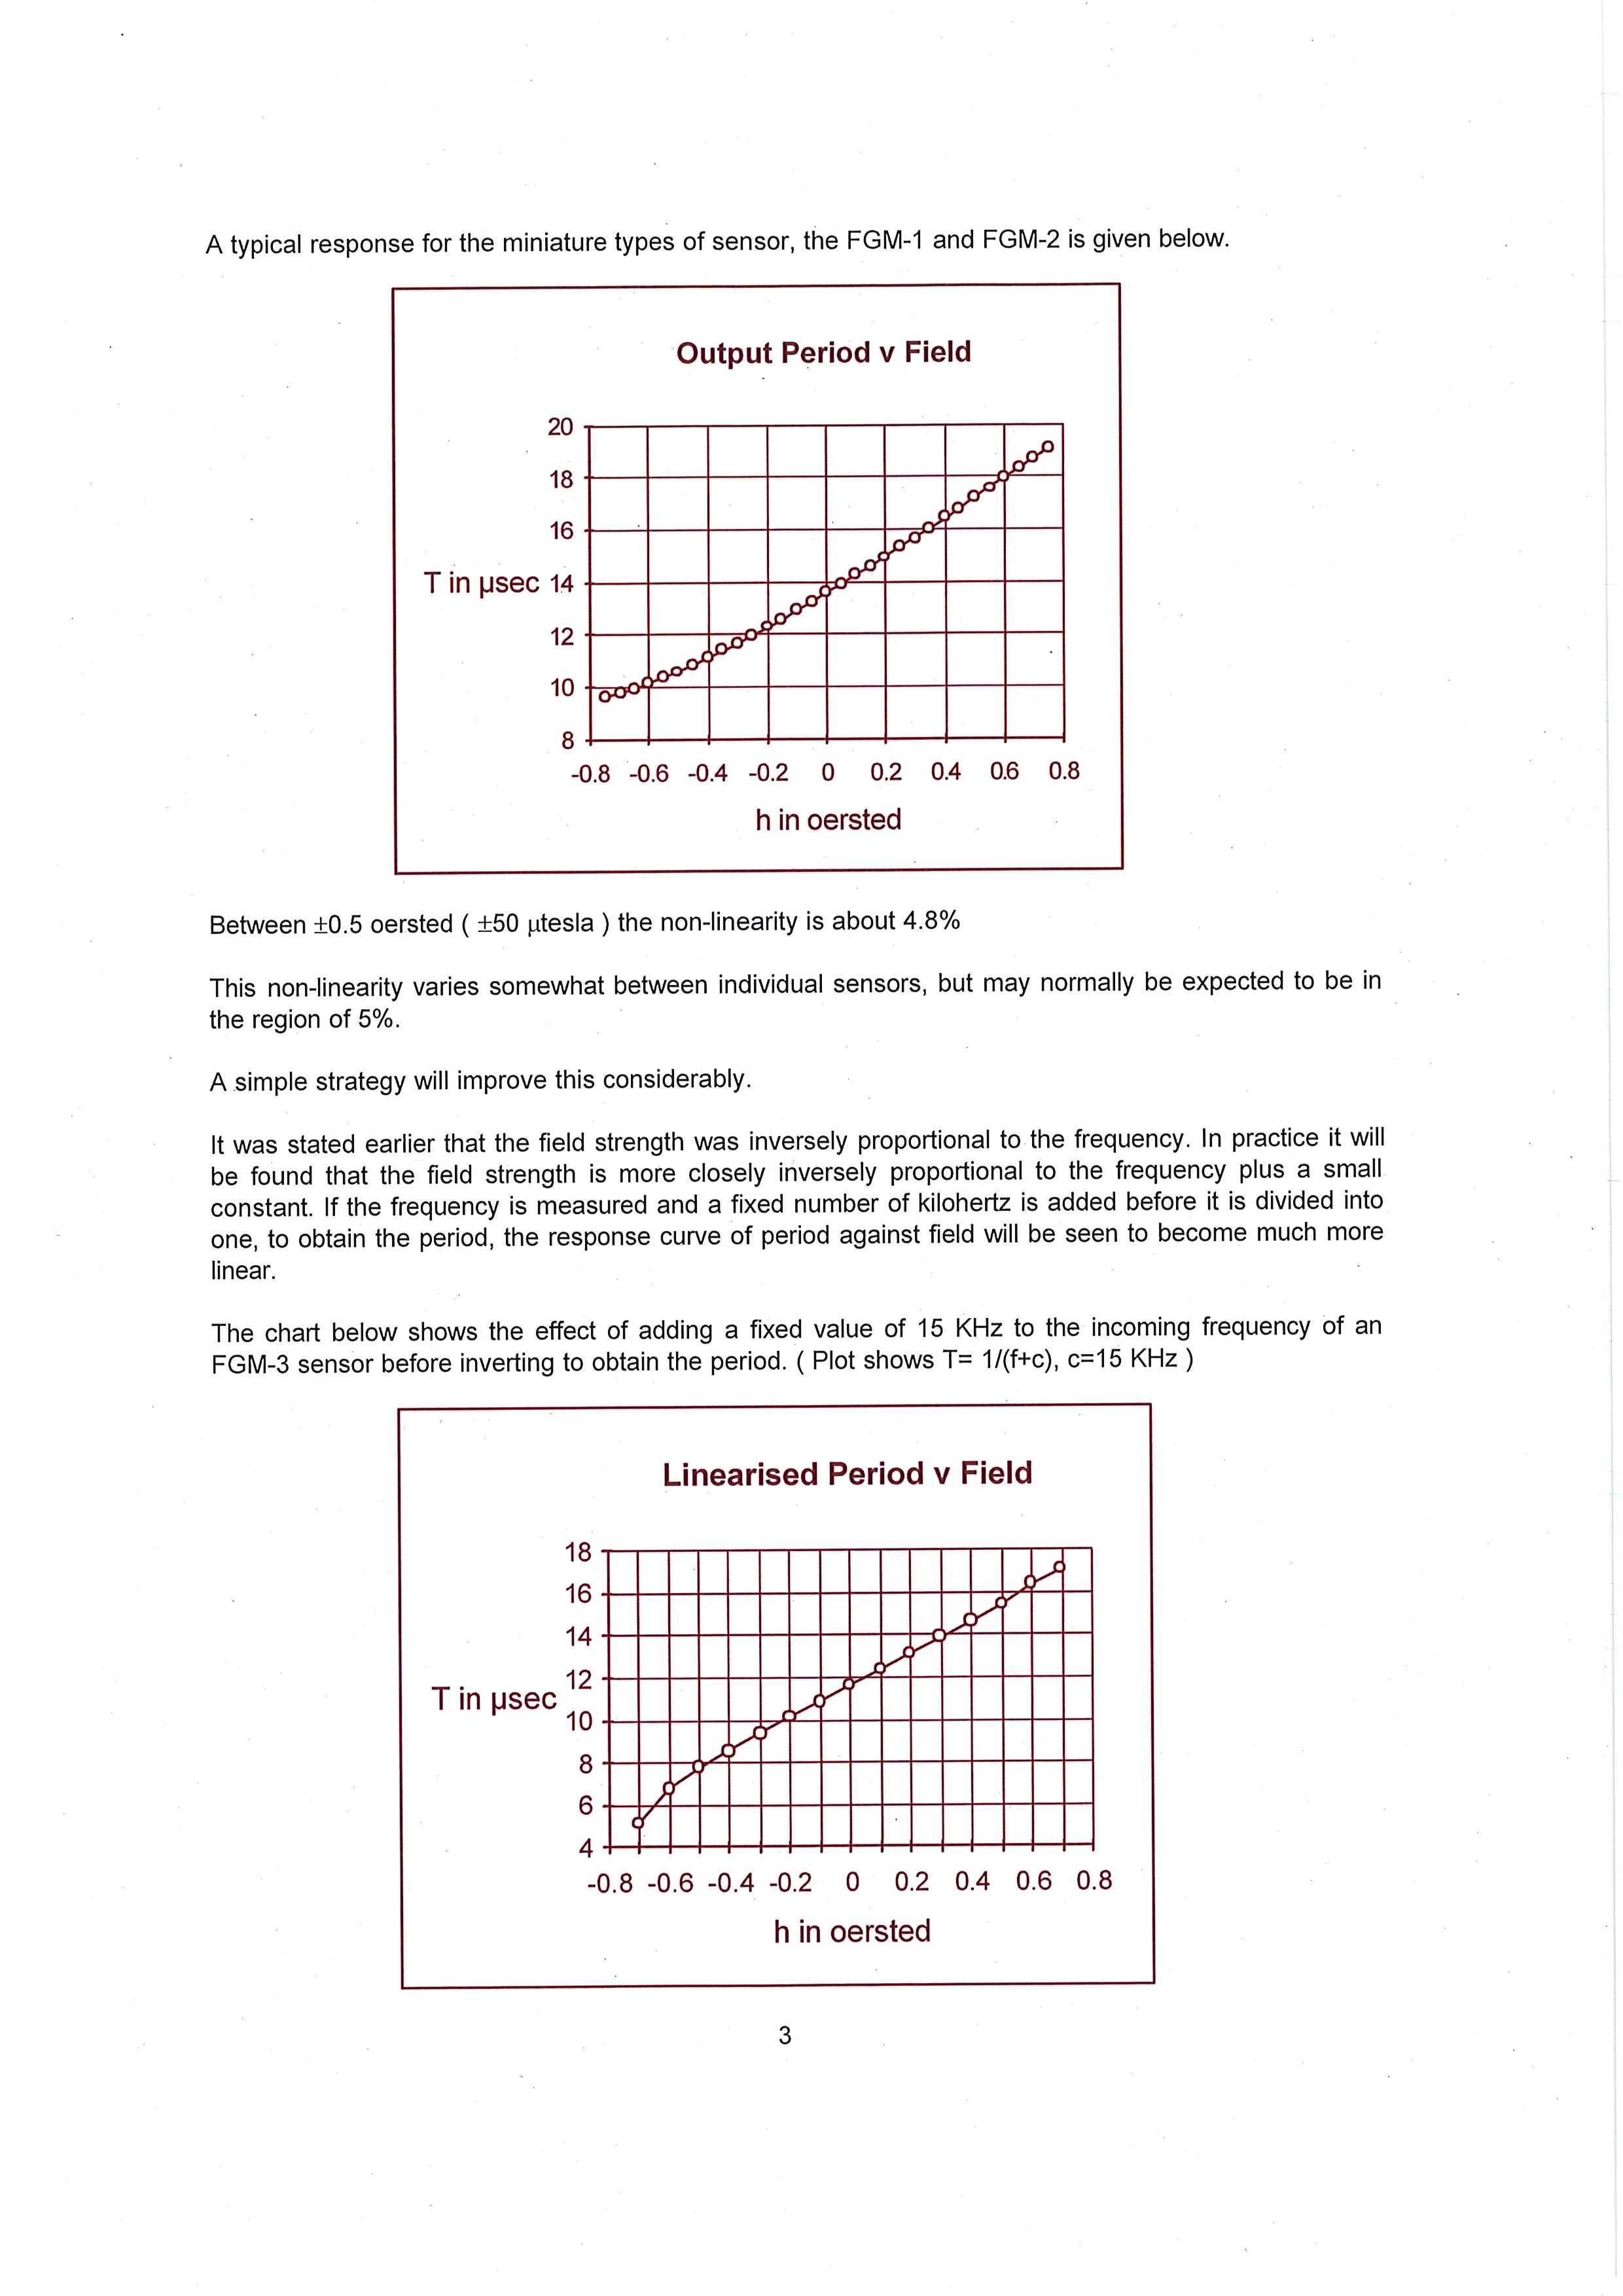 A typical response for the miniature types of sensor, the FGM-1 and FGM-2 is given below.
Output Period v Field
20
18
16
T in µsec 14
12
10
8
-0.8 -0.6 -0.4 -0.2 0 0.2 0.4 0.6 0.8
h in oersted
Between ±0.5 oersted ( ±50 µtesla ) the non-linearity is about 4.8%
This non-linearity varies somewhat between individual sensors, but may normally be expected to be in
the region of 5%.
A simple strategy will improve this considerably.
It was stated earlier that the field strength was inversely proportional to the frequency. In practice it will
be found that the field strength is more closely inversely proportional to the frequency plus a small
constant. If the frequency is measured and a fixed number of kilohertz is added before it is divided into
one, to obtain the period, the response curve of period against field will be seen to become much more
linear.
The chart below shows the effect of adding a fixed value of 15 KHz to the incoming frequency of an
FGM-3 sensor before inverting to obtain the period. ( Plot shows T= 1/(f+c), c=15 KHz )
Linearised Period v Field
18
16
14
12
T in µsec
10
8
6
4
-0.8 -0.6 -0.4 -0.2 0 0.2 0.4 0.6 0.8
h in oersted
3